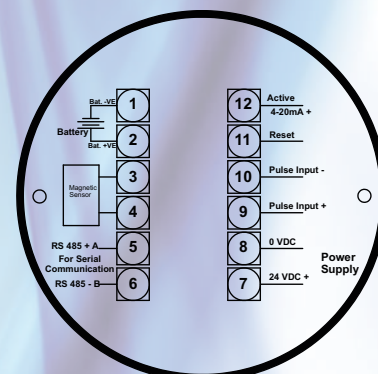 Bat. -VE
1
Battery
Bat. +VE
2
Magnetic
Sensor
3
4
RS 485 + A
5
For Serial
Communication
RS 485 - B
6
12
Active
4-20mA +
11
Reset
10
Pulse Input -
9
Pulse Input +
8
0 VDC
Power
Supply
7
24 VDC +